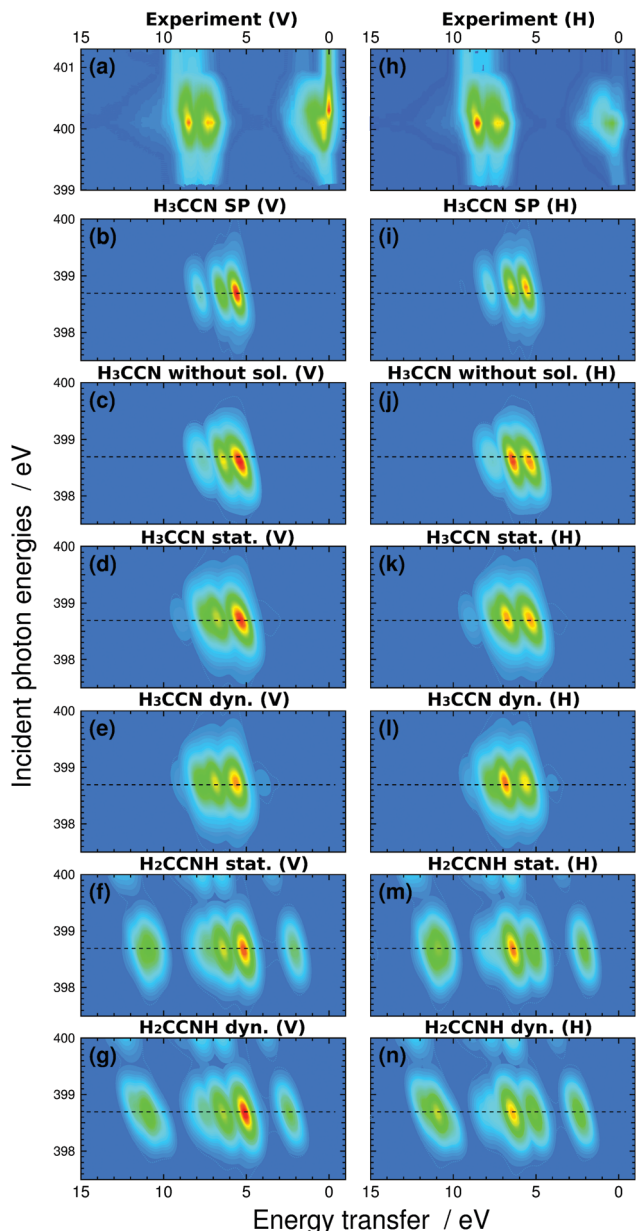 Experiment (V) Experiment (H)
15 10 5 0 15 10 5 0
401 (a) (h)
400
399
H₃CCN SP (V) H₃CCN SP (H)
400 (b) (i)
399
398
H₃CCN without sol. (V) H₃CCN without sol. (H)
400 (c) (j)
399
398
H₃CCN stat. (V) H₃CCN stat. (H)
400 (d) (k)
399
398
H₃CCN dyn. (V) H₃CCN dyn. (H)
400 (e) (l)
399
398
H₂CCNH stat. (V) H₂CCNH stat. (H)
400 (f) (m)
399
398
H₂CCNH dyn. (V) H₂CCNH dyn. (H)
400 (g) (n)
399
398
15 10 5 0 15 10 5 0
Incident photon energies / eV
Energy transfer / eV